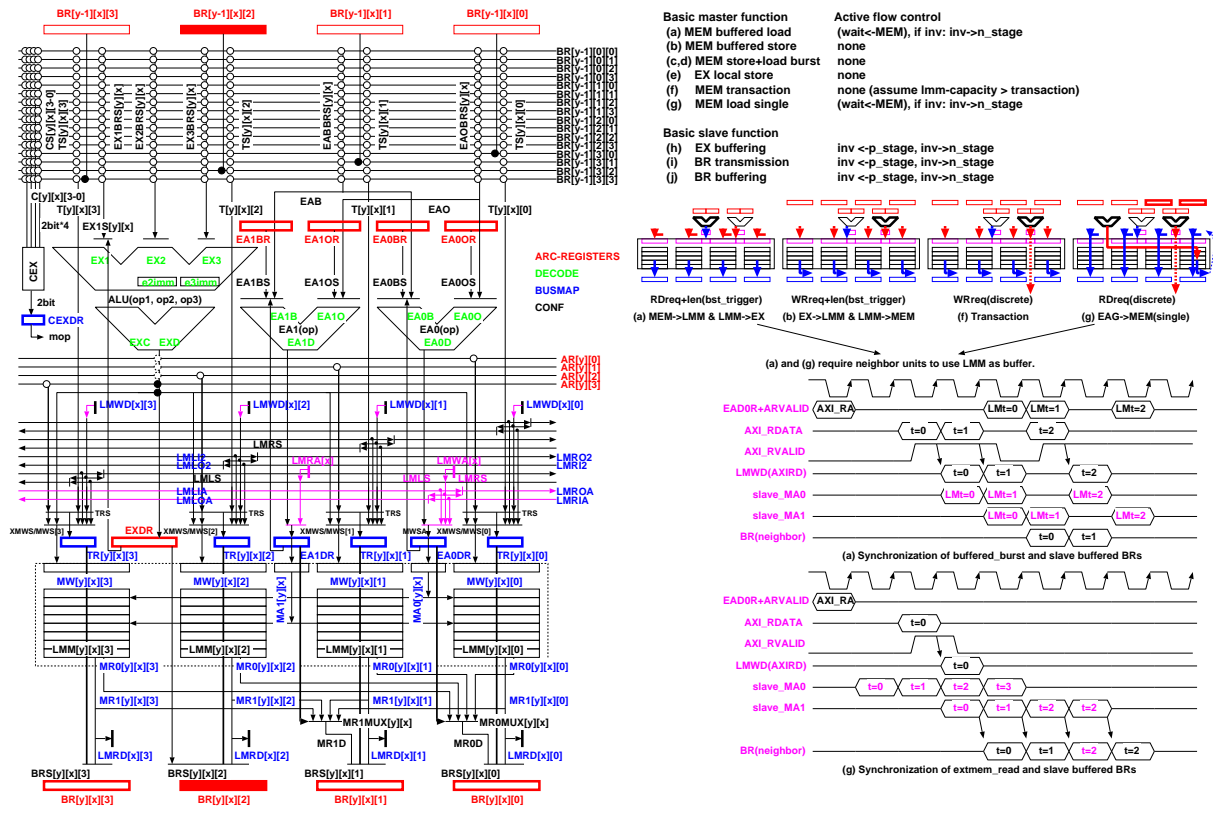 BR[y-1][x][3]
BR[y-1][x][2]
BR[y-1][x][1]
BR[y-1][x][0]
BR[y-1][0][0]
BR[y-1][0][1]
BR[y-1][0][2]
BR[y-1][0][3]
BR[y-1][1][0]
BR[y-1][1][1]
BR[y-1][1][2]
BR[y-1][1][3]
BR[y-1][2][0]
BR[y-1][2][1]
BR[y-1][2][2]
BR[y-1][2][3]
BR[y-1][3][0]
BR[y-1][3][1]
BR[y-1][3][2]
BR[y-1][3][3]
CS[y][x][3-0]
TS[y][x][3]
EX1BRS[y][x]
EX2BRS[y][x]
EX3BRS[y][x]
TS[y][x][2]
EABBRS[y][x]
TS[y][x][1]
EAOBRS[y][x]
TS[y][x][0]
C[y][x][3-0]
T[y][x][3]
T[y][x][2]
EAB
T[y][x][1]
EAO
T[y][x][0]
2bit*4
EX1S[y][x]
EA1BR
EA1OR
EA0BR
EA0OR
EX1
EX2
EX3
CEX
e2imm
e3imm
EA1BS
EA1OS
EA0BS
EA0OS
2bit
ALU(op1, op2, op3)
CEXDR
mop
EXC
EXD
EA1B
EA1O
EA1(op)
EA1D
EA0B
EA0O
EA0(op)
EA0D
ARC-REGISTERS
DECODE
BUSMAP
CONF
AR[y][0]
AR[y][1]
AR[y][2]
AR[y][3]
LMWD[x][3]
LMWD[x][2]
LMWD[x][1]
LMWD[x][0]
LMRS
LMLI2
LMLO2
LMRA[x]
LMWA[x]
LMRO2
LMRI2
LMLS
LMLS
LMRS
LMLIA
LMLOA
LMROA
LMRIA
TRS
TRS
TRS
TRS
XMWS/MWS[3]
EXDR
XMWS/MWS[2]
XMWS/MWS[1]
MWSA
XMWS/MWS[0]
TR[y][x][3]
TR[y][x][2]
EA1DR
TR[y][x][1]
EA0DR
TR[y][x][0]
MW[y][x][3]
MW[y][x][2]
MA1[y][x]
MW[y][x][1]
MA0[y][x]
MW[y][x][0]
LMM[y][x][3]
LMM[y][x][2]
LMM[y][x][1]
LMM[y][x][0]
MR0[y][x][3]
MR0[y][x][2]
MR0[y][x][1]
MR0[y][x][0]
MR1[y][x][3]
MR1[y][x][2]
MR1[y][x][1]
MR1[y][x][0]
MR1MUX[y][x]
MR0MUX[y][x]
MR1D
MR0D
LMRD[x][3]
LMRD[x][2]
LMRD[x][1]
LMRD[x][0]
BRS[y][x][3]
BRS[y][x][2]
BRS[y][x][1]
BRS[y][x][0]
BR[y][x][3]
BR[y][x][2]
BR[y][x][1]
BR[y][x][0]
Basic master function Active flow control
(a) MEM buffered load (wait<-MEM), if inv: inv->n_stage
(b) MEM buffered store none
(c,d) MEM store+load burst none
(e) EX local store none
(f) MEM transaction none (assume lmm-capacity > transaction)
(g) MEM load single (wait<-MEM), if inv: inv->n_stage
Basic slave function
(h) EX buffering inv <-p_stage, inv->n_stage
(i) BR transmission inv <-p_stage, inv->n_stage
(j) BR buffering inv <-p_stage, inv->n_stage
RDreq+len(bst_trigger) WRreq+len(bst_trigger) WRreq(discrete) RDreq(discrete)
(a) MEM->LMM & LMM->EX (b) EX->LMM & LMM->MEM (f) Transaction (g) EAG->MEM(single)
(a) and (g) require neighbor units to use LMM as buffer.
EAD0R+ARVALID AXI_RA LMt=0 LMt=1 LMt=2
AXI_RDATA t=0 t=1 t=2
AXI_RVALID
LMWD(AXIRD) t=0 t=1 t=2
slave_MA0 LMt=0 LMt=1 LMt=2
slave_MA1 LMt=0 LMt=1 LMt=2
BR(neighbor) t=0 t=1
(a) Synchronization of buffered_burst and slave buffered BRs
EAD0R+ARVALID AXI_RA
AXI_RDATA t=0
AXI_RVALID
LMWD(AXIRD) t=0
slave_MA0 t=0 t=1 t=2 t=3
slave_MA1 t=0 t=1 t=2 t=2
BR(neighbor) t=0 t=1 t=2 t=2
(g) Synchronization of extmem_read and slave buffered BRs